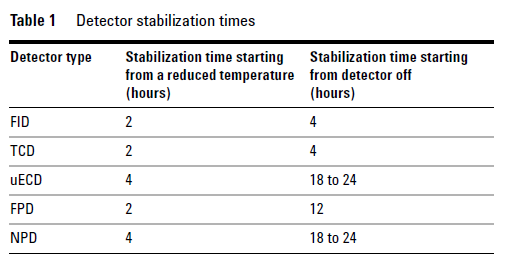 Table 1 Detector stabilization times
Detector type Stabilization time starting from a reduced temperature (hours) Stabilization time starting from detector off (hours)
FID 2 4
TCD 2 4
uECD 4 18 to 24
FPD 2 12
NPD 4 18 to 24